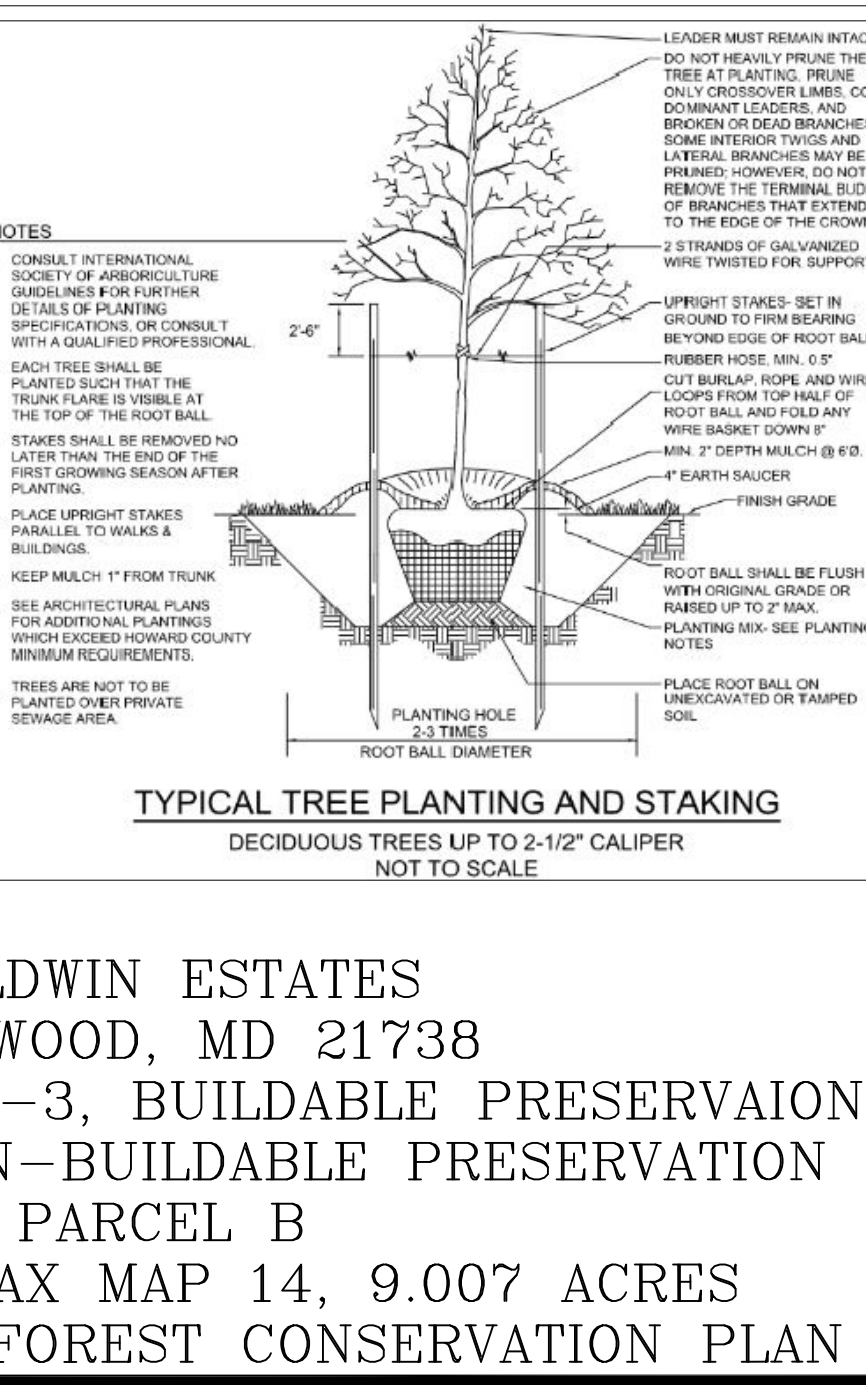 LEADER MUST REMAIN INTAC
DO NOT HEAVILY PRUNE THE
TREE AT PLANTING. PRUNE
ONLY CROSSOVER LIMBS, CO
DOMINANT LEADERS, AND
BROKEN OR DEAD BRANCHES
SOME INTERIOR TWIGS AND
LATERAL BRANCHES MAY BE
PRUNED; HOWEVER, DO NOT
REMOVE THE TERMINAL BUD
OF BRANCHES THAT EXTEND
TO THE EDGE OF THE CROWN
2 STRANDS OF GALVANIZED
WIRE TWISTED FOR SUPPORT
UPRIGHT STAKES- SET IN
GROUND TO FIRM BEARING
BEYOND EDGE OF ROOT BALL
RUBBER HOSE, MIN. 0.5"
CUT BURLAP, ROPE AND WIRE
LOOPS FROM TOP HALF OF
ROOT BALL AND FOLD ANY
WIRE BASKET DOWN 8"
MIN. 2" DEPTH MULCH @ 6'Ø.
4" EARTH SAUCER
FINISH GRADE
ROOT BALL SHALL BE FLUSH
WITH ORIGINAL GRADE OR
RAISED UP TO 2" MAX.
PLANTING MIX- SEE PLANTING
NOTES
PLACE ROOT BALL ON
UNEXCAVATED OR TAMPED
SOIL
NOTES
CONSULT INTERNATIONAL
SOCIETY OF ARBORICULTURE
GUIDELINES FOR FURTHER
DETAILS OF PLANTING
SPECIFICATIONS, OR CONSULT
WITH A QUALIFIED PROFESSIONAL.
EACH TREE SHALL BE
PLANTED SUCH THAT THE
TRUNK FLARE IS VISIBLE AT
THE TOP OF THE ROOT BALL.
STAKES SHALL BE REMOVED NO
LATER THAN THE END OF THE
FIRST GROWING SEASON AFTER
PLANTING.
PLACE UPRIGHT STAKES
PARALLEL TO WALKS &
BUILDINGS.
KEEP MULCH 1" FROM TRUNK
SEE ARCHITECTURAL PLANS
FOR ADDITIONAL PLANTINGS
WHICH EXCEED HOWARD COUNTY
MINIMUM REQUIREMENTS.
TREES ARE NOT TO BE
PLANTED OVER PRIVATE
SEWAGE AREA.
2'-6"
PLANTING HOLE
2-3 TIMES
ROOT BALL DIAMETER
TYPICAL TREE PLANTING AND STAKING
DECIDUOUS TREES UP TO 2-1/2" CALIPER
NOT TO SCALE
LDWIN ESTATES
WOOD, MD 21738
-3, BUILDABLE PRESERVAION
N-BUILDABLE PRESERVATION
PARCEL B
AX MAP 14, 9.007 ACRES
FOREST CONSERVATION PLAN